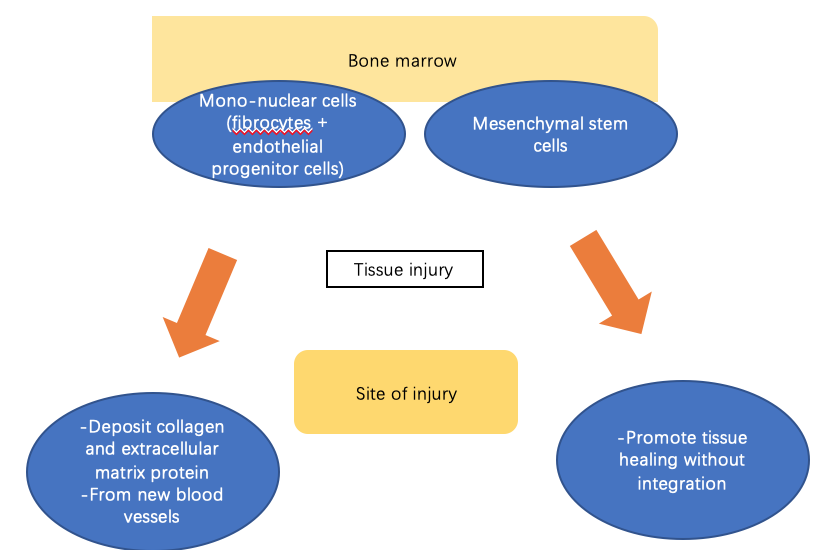 Bone marrow
Mono-nuclear cells
(fibrocytes +
endothelial
progenitor cells)
Mesenchymal stem
cells
Tissue injury
Site of injury
-Deposit collagen
and extracellular
matrix protein
-From new blood
vessels
-Promote tissue
healing without
integration